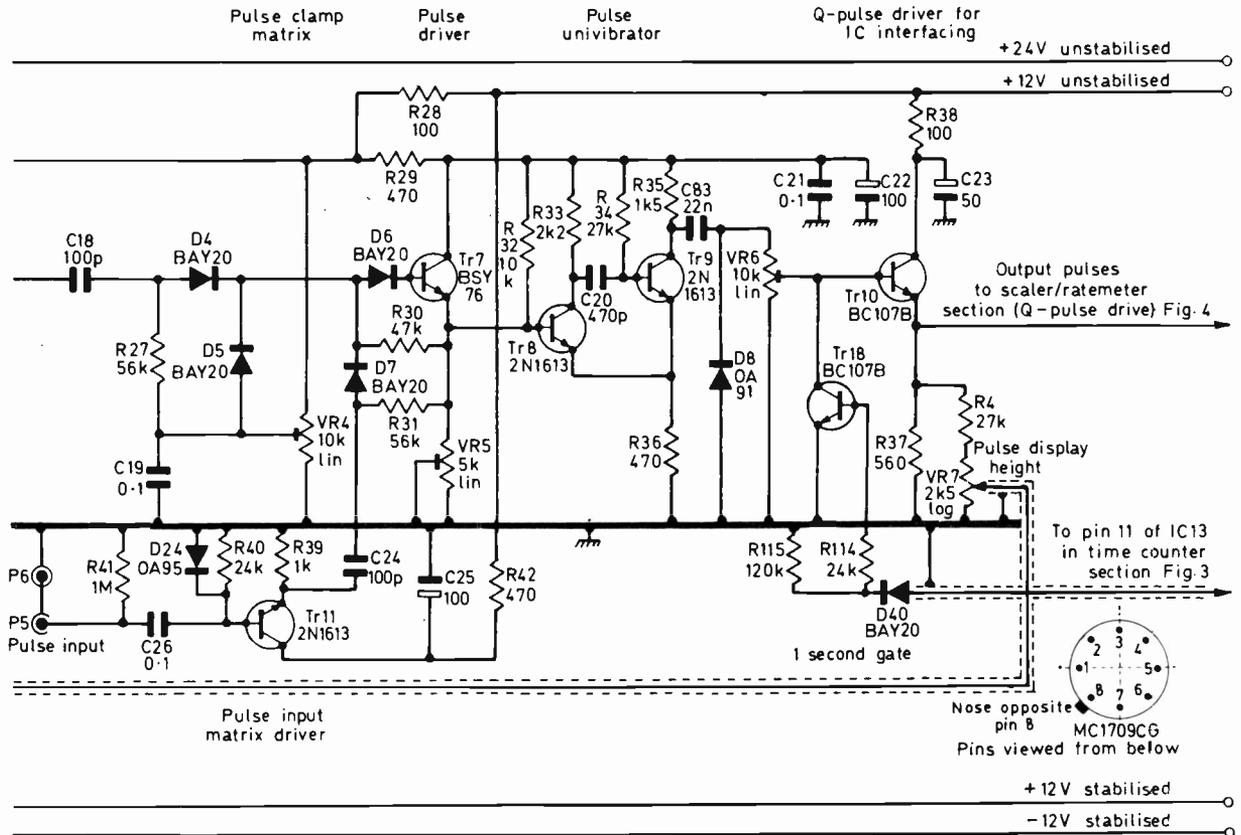 Pulse clamp
matrix
Pulse
driver
Pulse
univibrator
Q-pulse driver for
IC interfacing
+24V unstabilised
+12V unstabilised
R28
100
R38
100
R29
470
C21
0·1
C22
100
C23
50
C18
100p
D4
BAY20
D6
BAY20
Tr7
BSY
76
R
32
10
k
R33
2k2
R
34
27k
R35
1k5
C83
22n
Tr9
2N
1613
VR6
10k
lin
C20
470p
Tr8
2N1613
Tr10
BC107B
Output pulses
to scaler/ratemeter
section (Q-pulse drive) Fig. 4
R27
56k
D5
BAY20
R30
47k
D7
BAY20
R31
56k
D8
OA
91
Tr18
BC107B
R4
27k
VR4
10k
lin
VR5
5k
lin
R36
470
R37
560
Pulse display
height
VR7
2k5
log
C19
0·1
P6
P5
Pulse input
R41
1M
D24
OA95
R40
24k
R39
1k
C24
100p
C25
100
R42
470
R115
120k
R114
24k
To pin 11 of IC13
in time counter
section Fig.3
C26
0·1
Tr11
2N1613
D40
BAY20
1 second gate
Pulse input
matrix driver
1
2
3
4
5
6
7
8
Nose opposite
pin 8
MC1709CG
Pins viewed from below
+12V stabilised
-12V stabilised